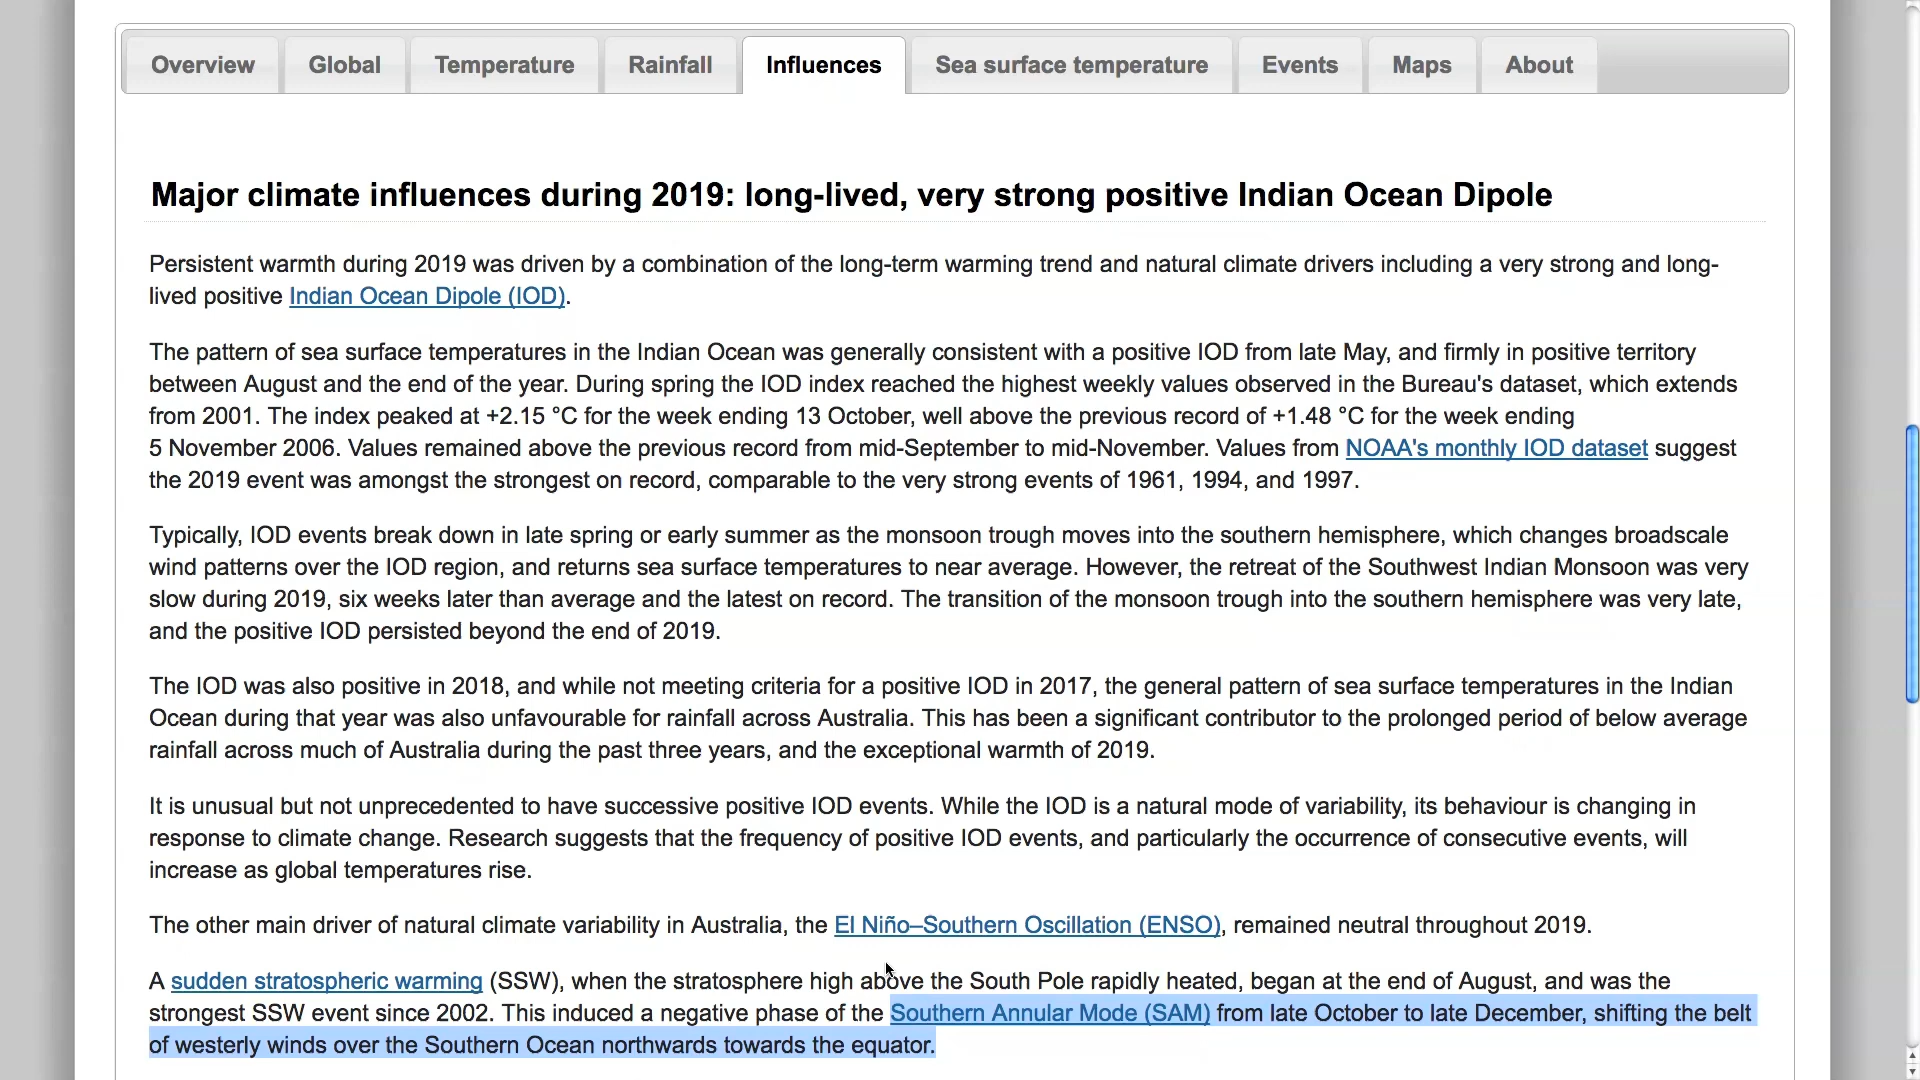 Overview Global Temperature Rainfall Influences Sea surface temperature Events Maps About
Major climate influences during 2019: long-lived, very strong positive Indian Ocean Dipole
Persistent warmth during 2019 was driven by a combination of the long-term warming trend and natural climate drivers including a very strong and long-
lived positive Indian Ocean Dipole (IOD).
The pattern of sea surface temperatures in the Indian Ocean was generally consistent with a positive IOD from late May, and firmly in positive territory
between August and the end of the year. During spring the IOD index reached the highest weekly values observed in the Bureau's dataset, which extends
from 2001. The index peaked at +2.15 °C for the week ending 13 October, well above the previous record of +1.48 °C for the week ending
5 November 2006. Values remained above the previous record from mid-September to mid-November. Values from NOAA's monthly IOD dataset suggest
the 2019 event was amongst the strongest on record, comparable to the very strong events of 1961, 1994, and 1997.
Typically, IOD events break down in late spring or early summer as the monsoon trough moves into the southern hemisphere, which changes broadscale
wind patterns over the IOD region, and returns sea surface temperatures to near average. However, the retreat of the Southwest Indian Monsoon was very
slow during 2019, six weeks later than average and the latest on record. The transition of the monsoon trough into the southern hemisphere was very late,
and the positive IOD persisted beyond the end of 2019.
The IOD was also positive in 2018, and while not meeting criteria for a positive IOD in 2017, the general pattern of sea surface temperatures in the Indian
Ocean during that year was also unfavourable for rainfall across Australia. This has been a significant contributor to the prolonged period of below average
rainfall across much of Australia during the past three years, and the exceptional warmth of 2019.
It is unusual but not unprecedented to have successive positive IOD events. While the IOD is a natural mode of variability, its behaviour is changing in
response to climate change. Research suggests that the frequency of positive IOD events, and particularly the occurrence of consecutive events, will
increase as global temperatures rise.
The other main driver of natural climate variability in Australia, the El Niño–Southern Oscillation (ENSO), remained neutral throughout 2019.
A sudden stratospheric warming (SSW), when the stratosphere high above the South Pole rapidly heated, began at the end of August, and was the
strongest SSW event since 2002. This induced a negative phase of the Southern Annular Mode (SAM) from late October to late December, shifting the belt
of westerly winds over the Southern Ocean northwards towards the equator.